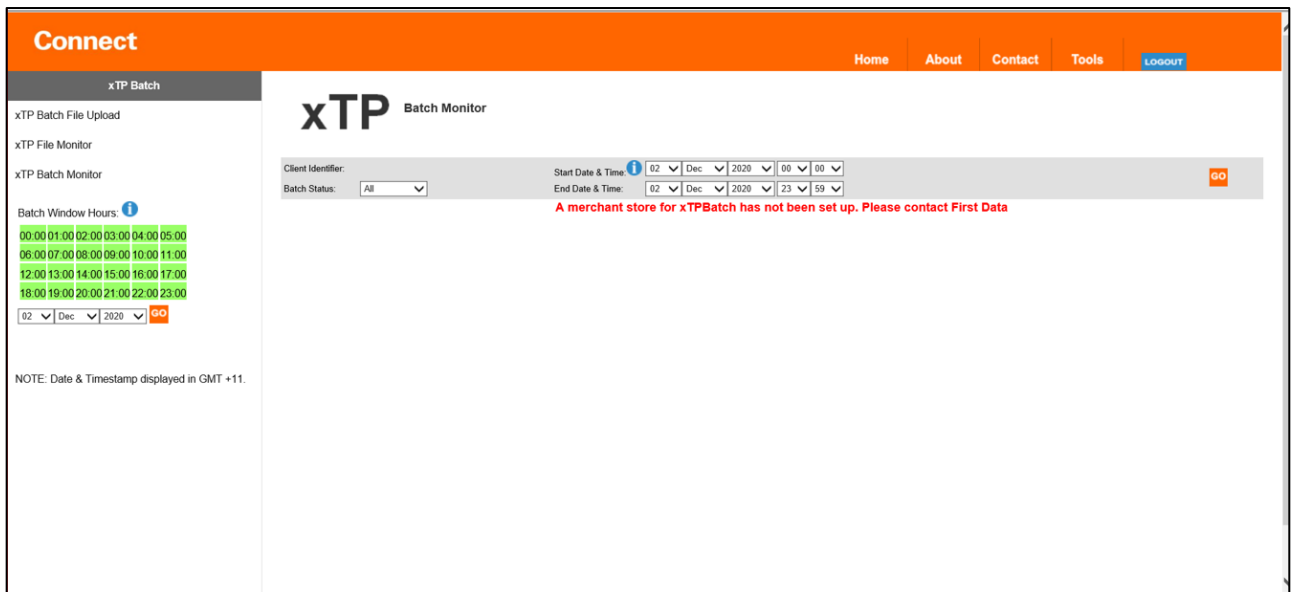 Connect
Home About Contact Tools LOGOUT
xTP Batch
xTP Batch File Upload
xTP File Monitor
xTP Batch Monitor
Batch Window Hours: i
00:00 01:00 02:00 03:00 04:00 05:00
06:00 07:00 08:00 09:00 10:00 11:00
12:00 13:00 14:00 15:00 16:00 17:00
18:00 19:00 20:00 21:00 22:00 23:00
02 Dec 2020 GO
NOTE: Date & Timestamp displayed in GMT +11.
xTP Batch Monitor
Client Identifier: Start Date & Time: i 02 Dec 2020 00 00
GO
Batch Status: All End Date & Time: 02 Dec 2020 23 59
A merchant store for xTPBatch has not been set up. Please contact First Data